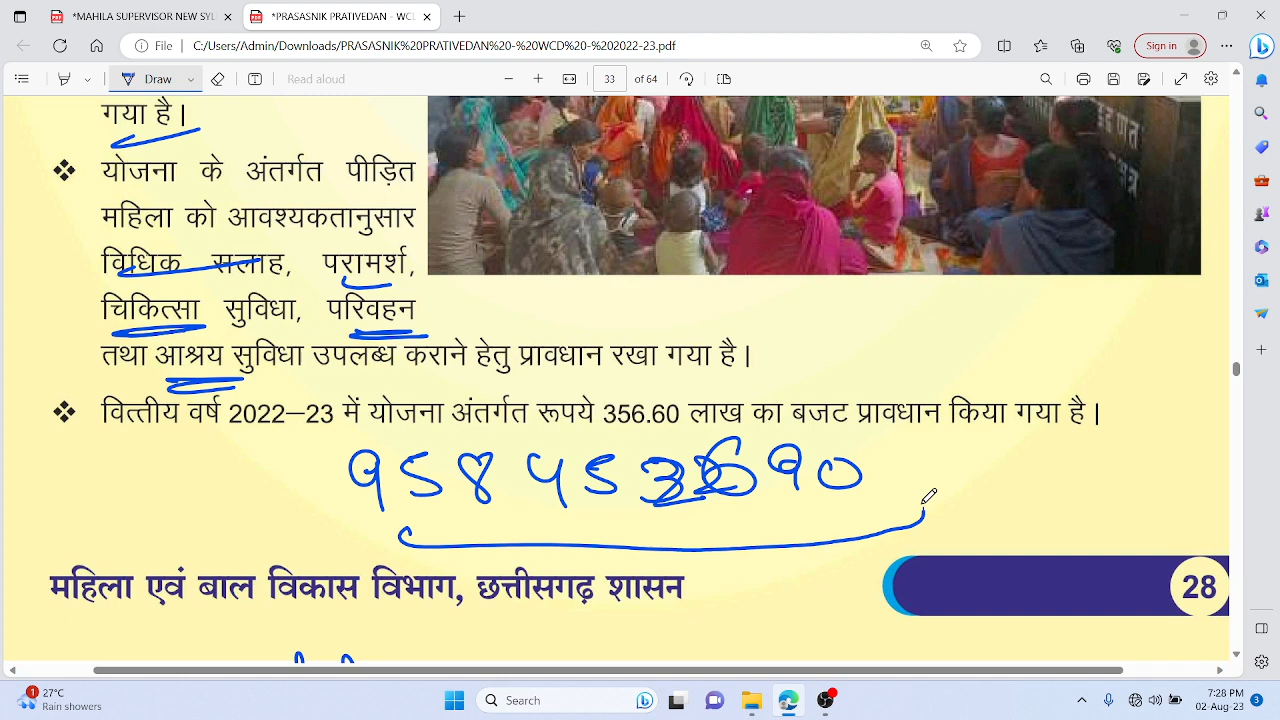 *MAHILA SUPERVISOR NEW SYL
*PRASASNIK PRATIVEDAN - WCD
File C:/Users/Admin/Downloads/PRASASNIK%20PRATIVEDAN%20-%20WCD%20-%202022-23.pdf
Sign in
Draw
Read aloud
33 of 64
गया है।
❖ योजना के अंतर्गत पीड़ित
महिला को आवश्यकतानुसार
विधिक सलाह, परामर्श,
चिकित्सा सुविधा, परिवहन
तथा आश्रय सुविधा उपलब्ध कराने हेतु प्रावधान रखा गया है।
❖ वित्तीय वर्ष 2022–23 में योजना अंतर्गत रूपये 356.60 लाख का बजट प्रावधान किया गया है।
महिला एवं बाल विकास विभाग, छत्तीसगढ़ शासन
28
1
27°C
Rain showers
Search
7:28 PM
02-Aug-23
3